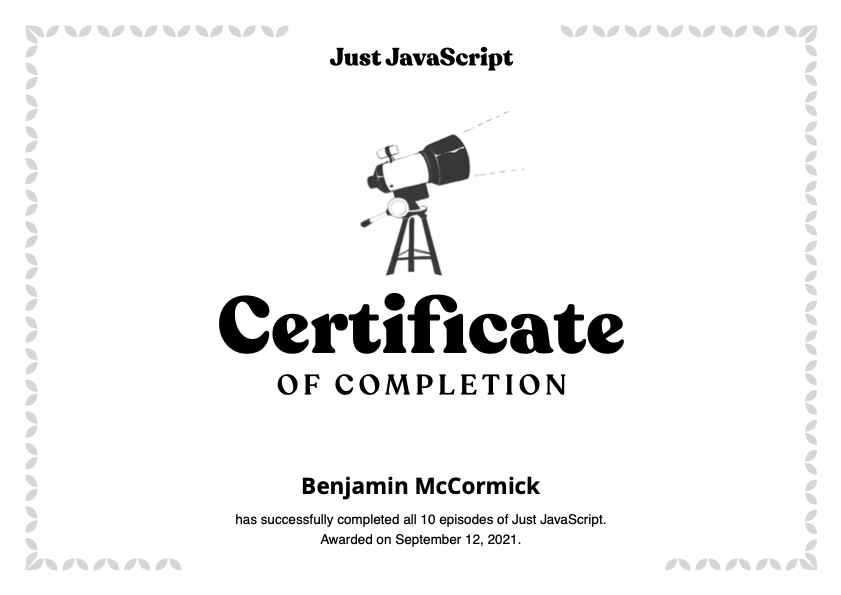 Just JavaScript
Certificate
OF COMPLETION
Benjamin McCormick
has successfully completed all 10 episodes of Just JavaScript.
Awarded on September 12, 2021.